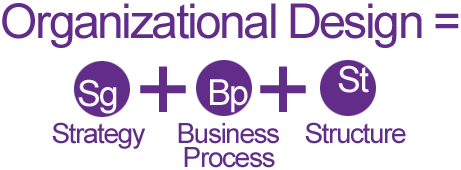 Organizational Design =
Sg + Bp + St
Strategy Business Structure
Process